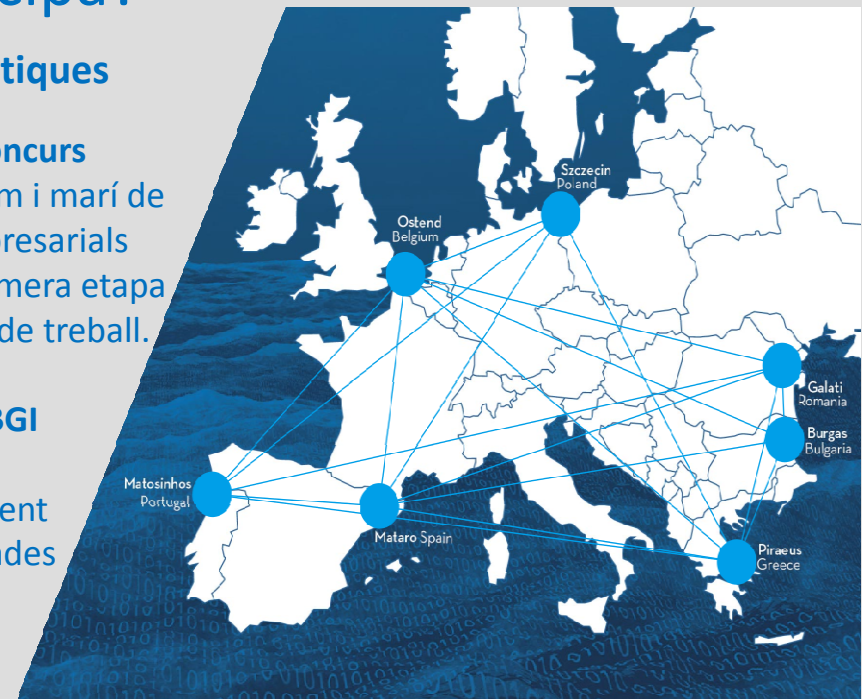 tiques
oncurs
m i marí de
presarials
mera etapa
de treball.
BGI
ent
ades
Szczecin
Poland
Ostend
Belgium
Galati
Romania
Burgas
Bulgaria
Matosinhos
Portugal
Mataro Spain
Piraeus
Greece